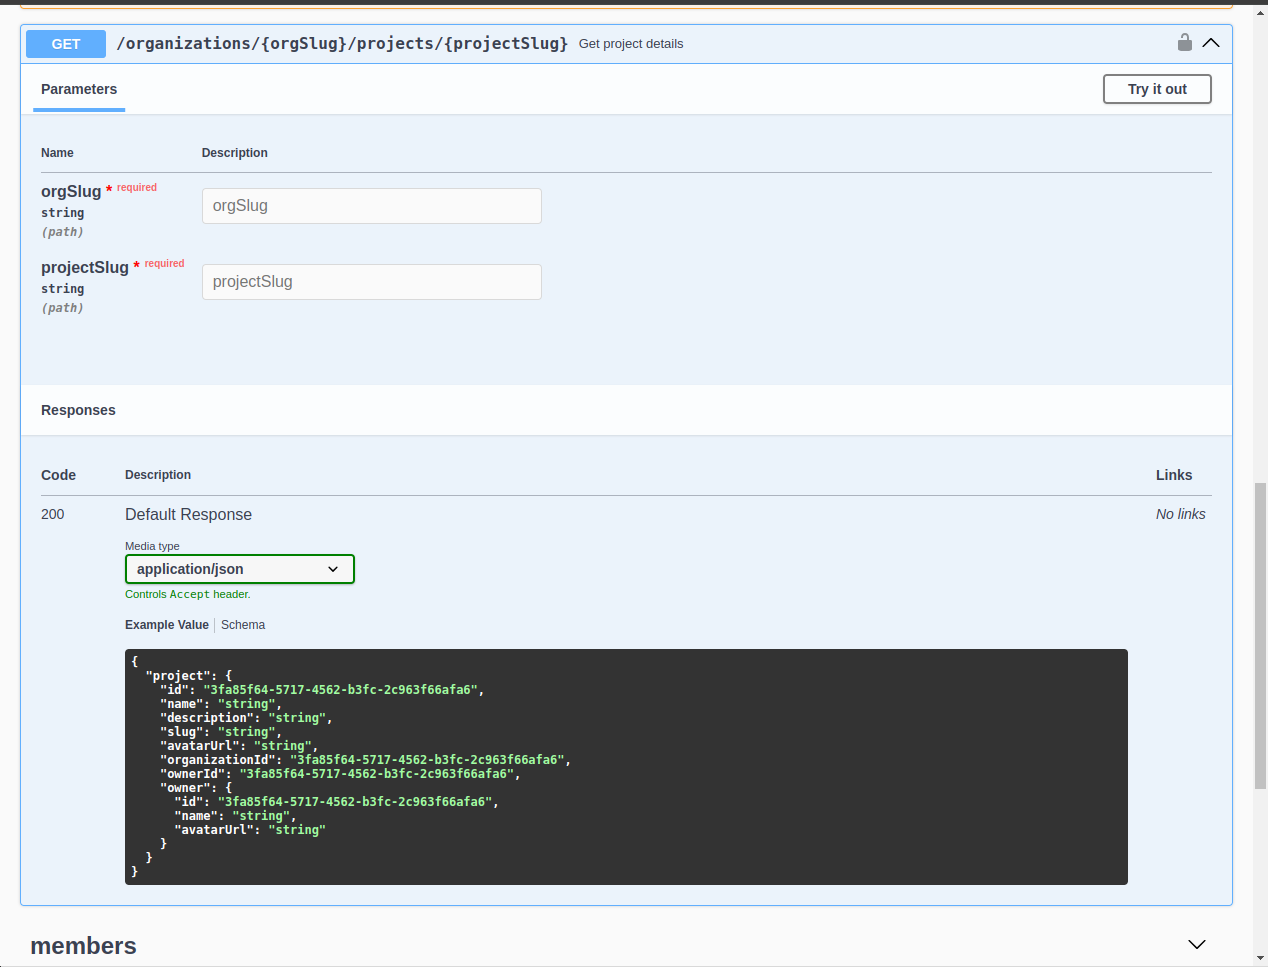 GET /organizations/{orgSlug}/projects/{projectSlug} Get project details
Parameters
Try it out
Name Description
orgSlug * required
string
(path)
orgSlug
projectSlug * required
string
(path)
projectSlug
Responses
Code Description Links
200 Default Response No links
Media type
application/json
Controls Accept header.
Example Value Schema
{
  "project": {
    "id": "3fa85f64-5717-4562-b3fc-2c963f66afa6",
    "name": "string",
    "description": "string",
    "slug": "string",
    "avatarUrl": "string",
    "organizationId": "3fa85f64-5717-4562-b3fc-2c963f66afa6",
    "ownerId": "3fa85f64-5717-4562-b3fc-2c963f66afa6",
    "owner": {
      "id": "3fa85f64-5717-4562-b3fc-2c963f66afa6",
      "name": "string",
      "avatarUrl": "string"
    }
  }
}
members